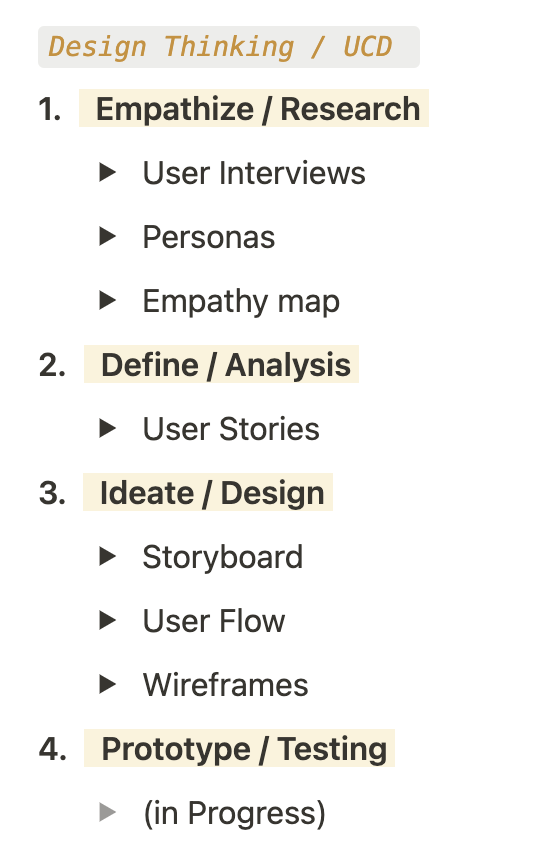 Design Thinking / UCD
1. Empathize / Research
User Interviews
Personas
Empathy map
2. Define / Analysis
User Stories
3. Ideate / Design
Storyboard
User Flow
Wireframes
4. Prototype / Testing
(in Progress)